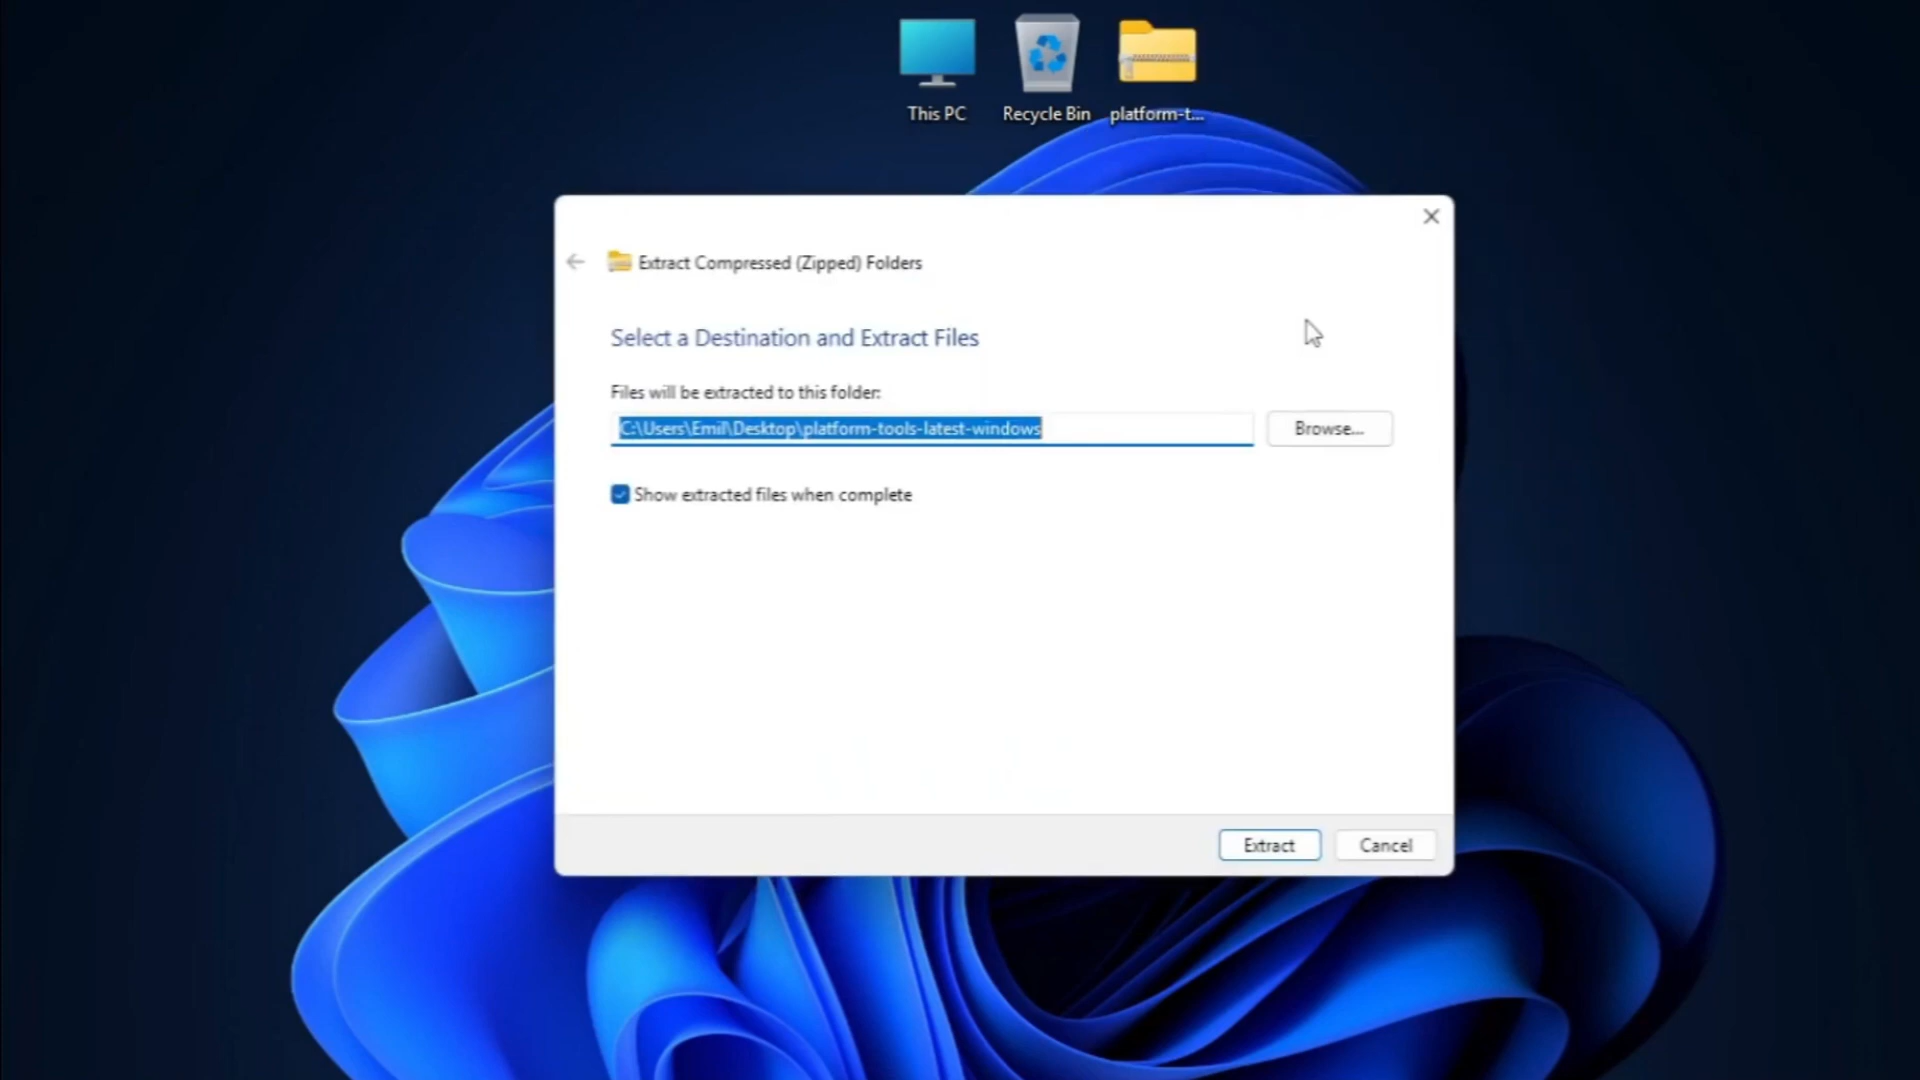 This PC
Recycle Bin
platform-t...
Extract Compressed (Zipped) Folders
Select a Destination and Extract Files
Files will be extracted to this folder:
C:\Users\Emil\Desktop\platform-tools-latest-windows
Browse...
Show extracted files when complete
Extract
Cancel